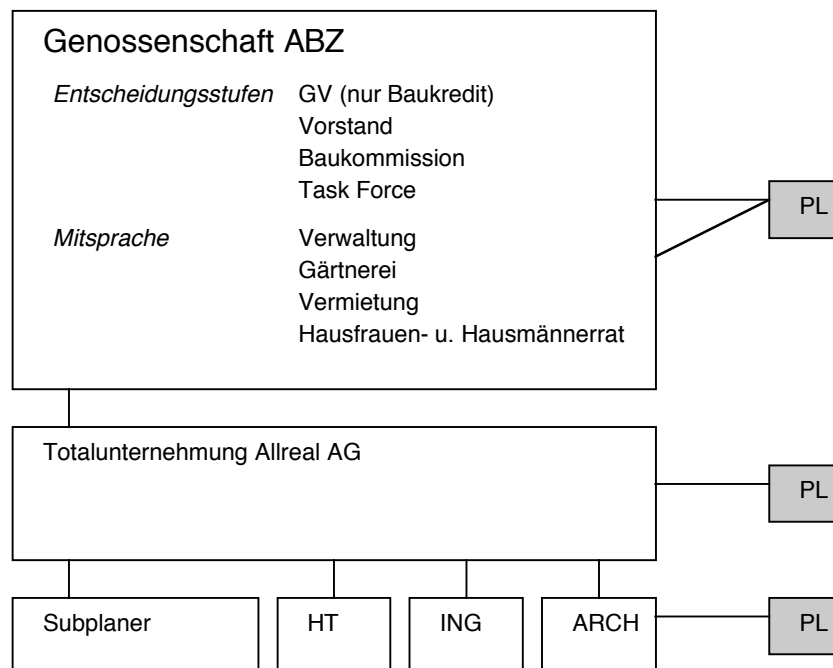 Genossenschaft ABZ
Entscheidungsstufen GV (nur Baukredit)
Vorstand
Baukommission
Task Force
PL
Mitsprache Verwaltung
Gärtnerei
Vermietung
Hausfrauen- u. Hausmännerrat
Totalunternehmung Allreal AG
PL
Subplaner HT ING ARCH PL